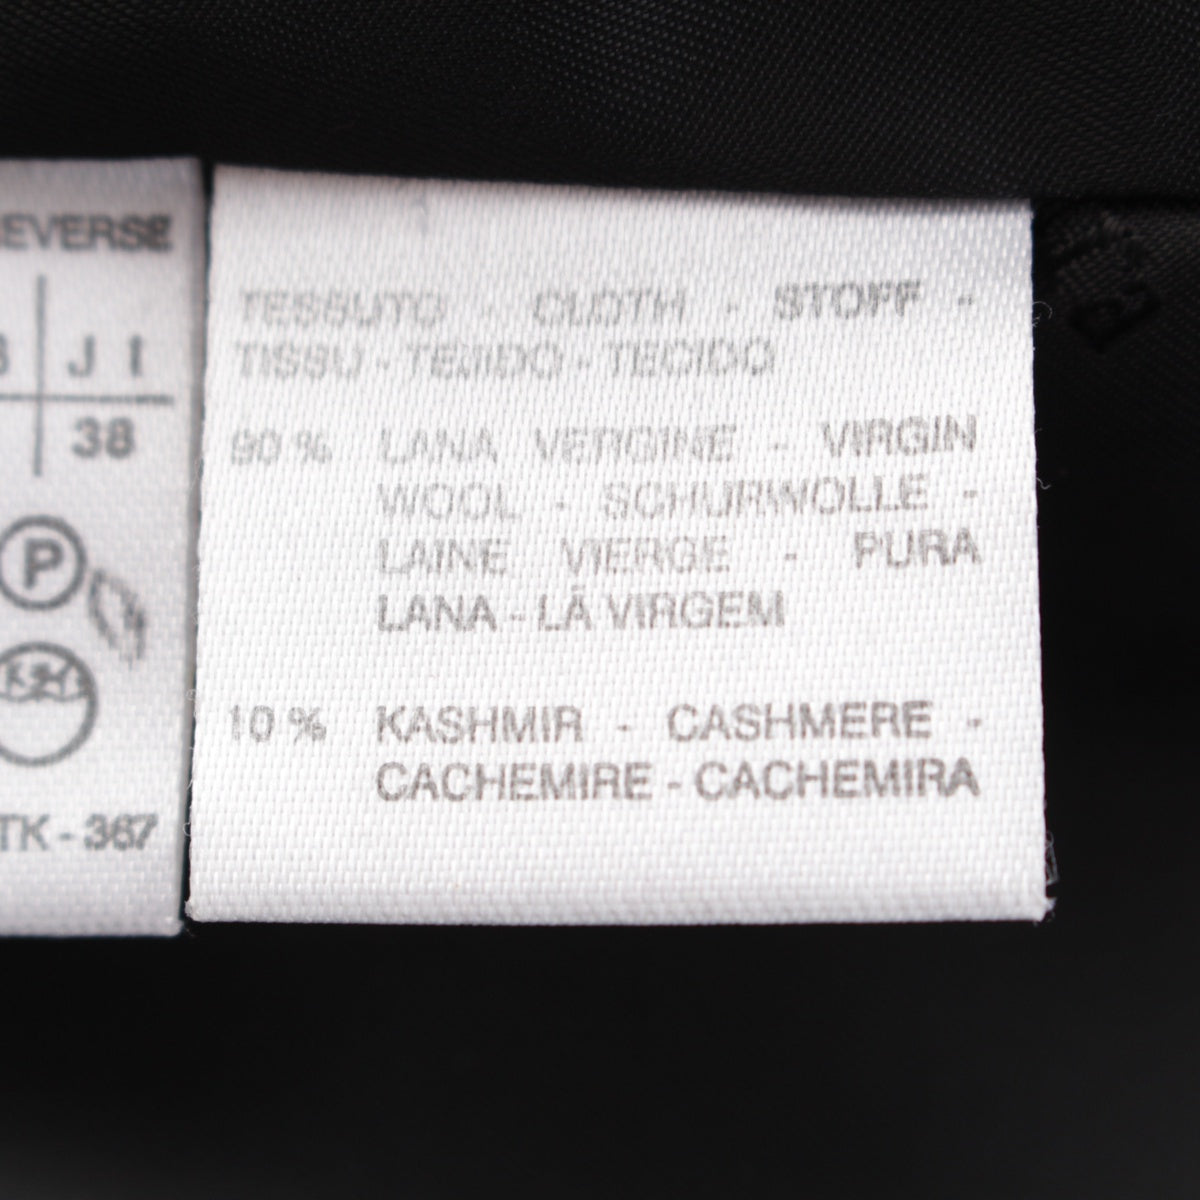 REVERSE
J I
38
P
TK - 367
TESSUTO - CLOTH - STOFF -
TISSU - TEJIDO - TECIDO
90 % LANA VERGINE - VIRGIN
WOOL - SCHURWOLLE -
LAINE VIERGE - PURA
LANA - LÃ VIRGEM
10 % KASHMIR - CASHMERE -
CACHEMIRE - CACHEMIRA